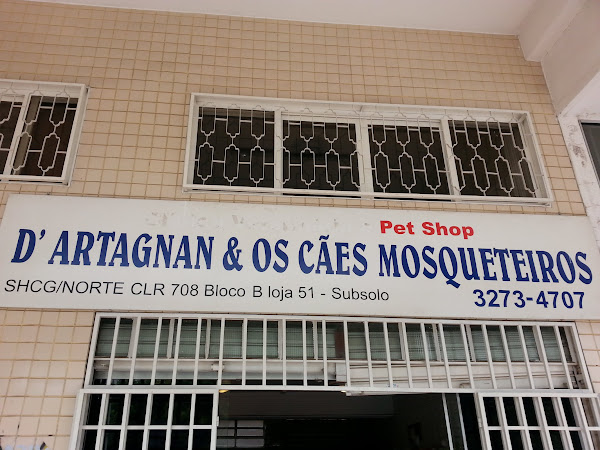 Pet Shop
D' ARTAGNAN & OS CÃES MOSQUETEIROS
SHCG/NORTE CLR 708 Bloco B loja 51 - Subsolo
3273-4707